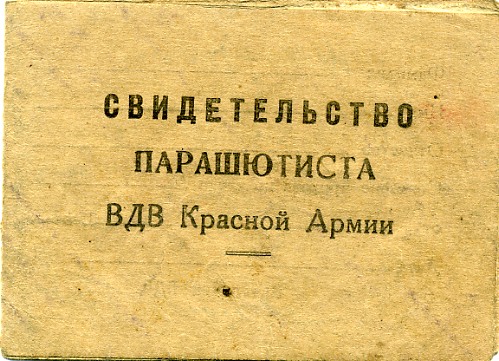 СВИДЕТЕЛЬСТВО
ПАРАШЮТИСТА
ВДВ Красной Армии